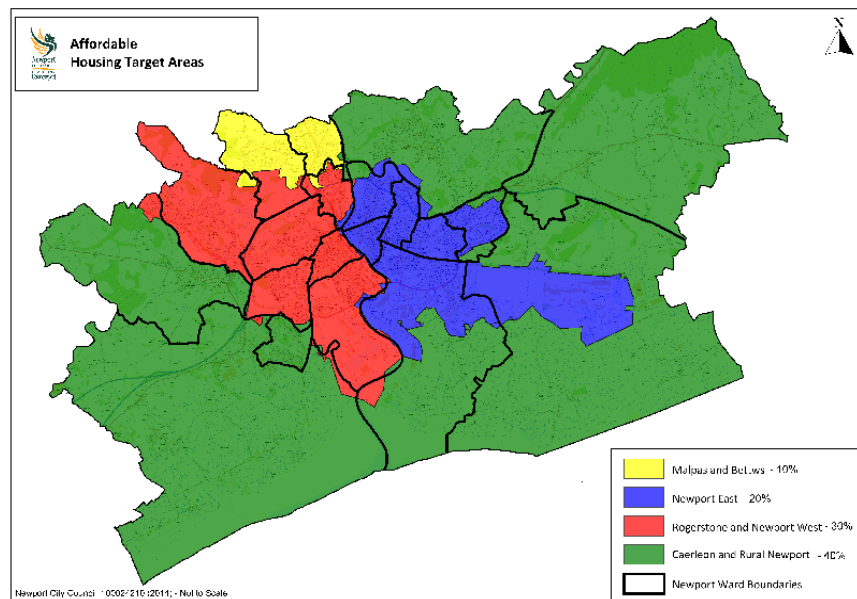 Affordable
Housing Target Areas
Newport
N
Malpas and Bettws - 10%
Newport East - 20%
Rogerstone and Newport West - 30%
Caerleon and Rural Newport - 40%
Newport Ward Boundaries
Newport City Council - Not to Scale